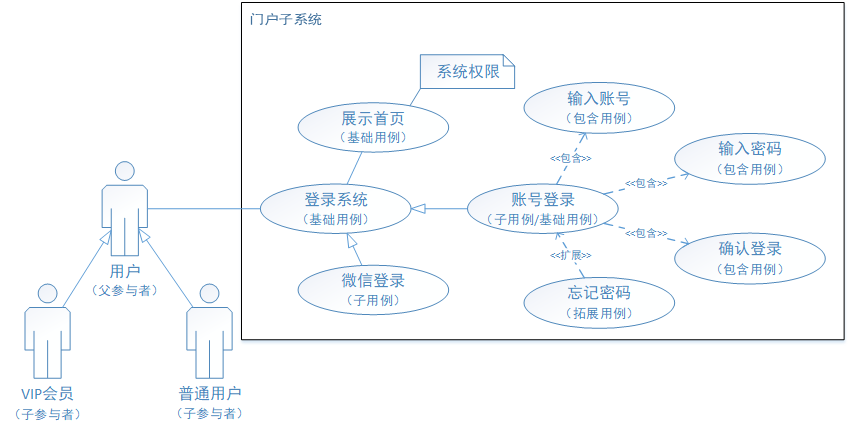 门户子系统
系统权限
展示首页
（基础用例）
输入账号
（包含用例）
<<包含>>
输入密码
（包含用例）
<<包含>>
登录系统
（基础用例）
账号登录
（子用例/基础用例）
<<包含>>
确认登录
（包含用例）
<<扩展>>
微信登录
（子用例）
忘记密码
（拓展用例）
用户
（父参与者）
VIP会员
（子参与者）
普通用户
（子参与者）